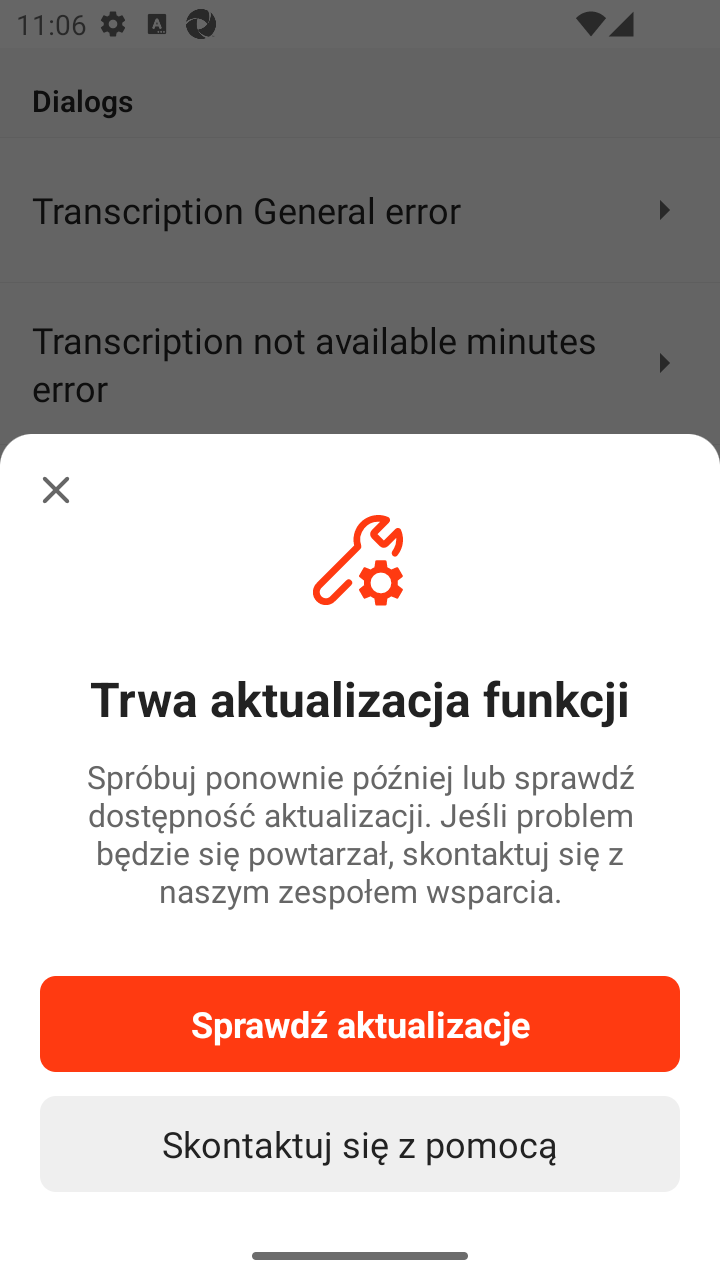 11:06
Dialogs
Transcription General error
Transcription not available minutes
error
Trwa aktualizacja funkcji
Spróbuj ponownie później lub sprawdź
dostępność aktualizacji. Jeśli problem
będzie się powtarzał, skontaktuj się z
naszym zespołem wsparcia.
Sprawdź aktualizacje
Skontaktuj się z pomocą